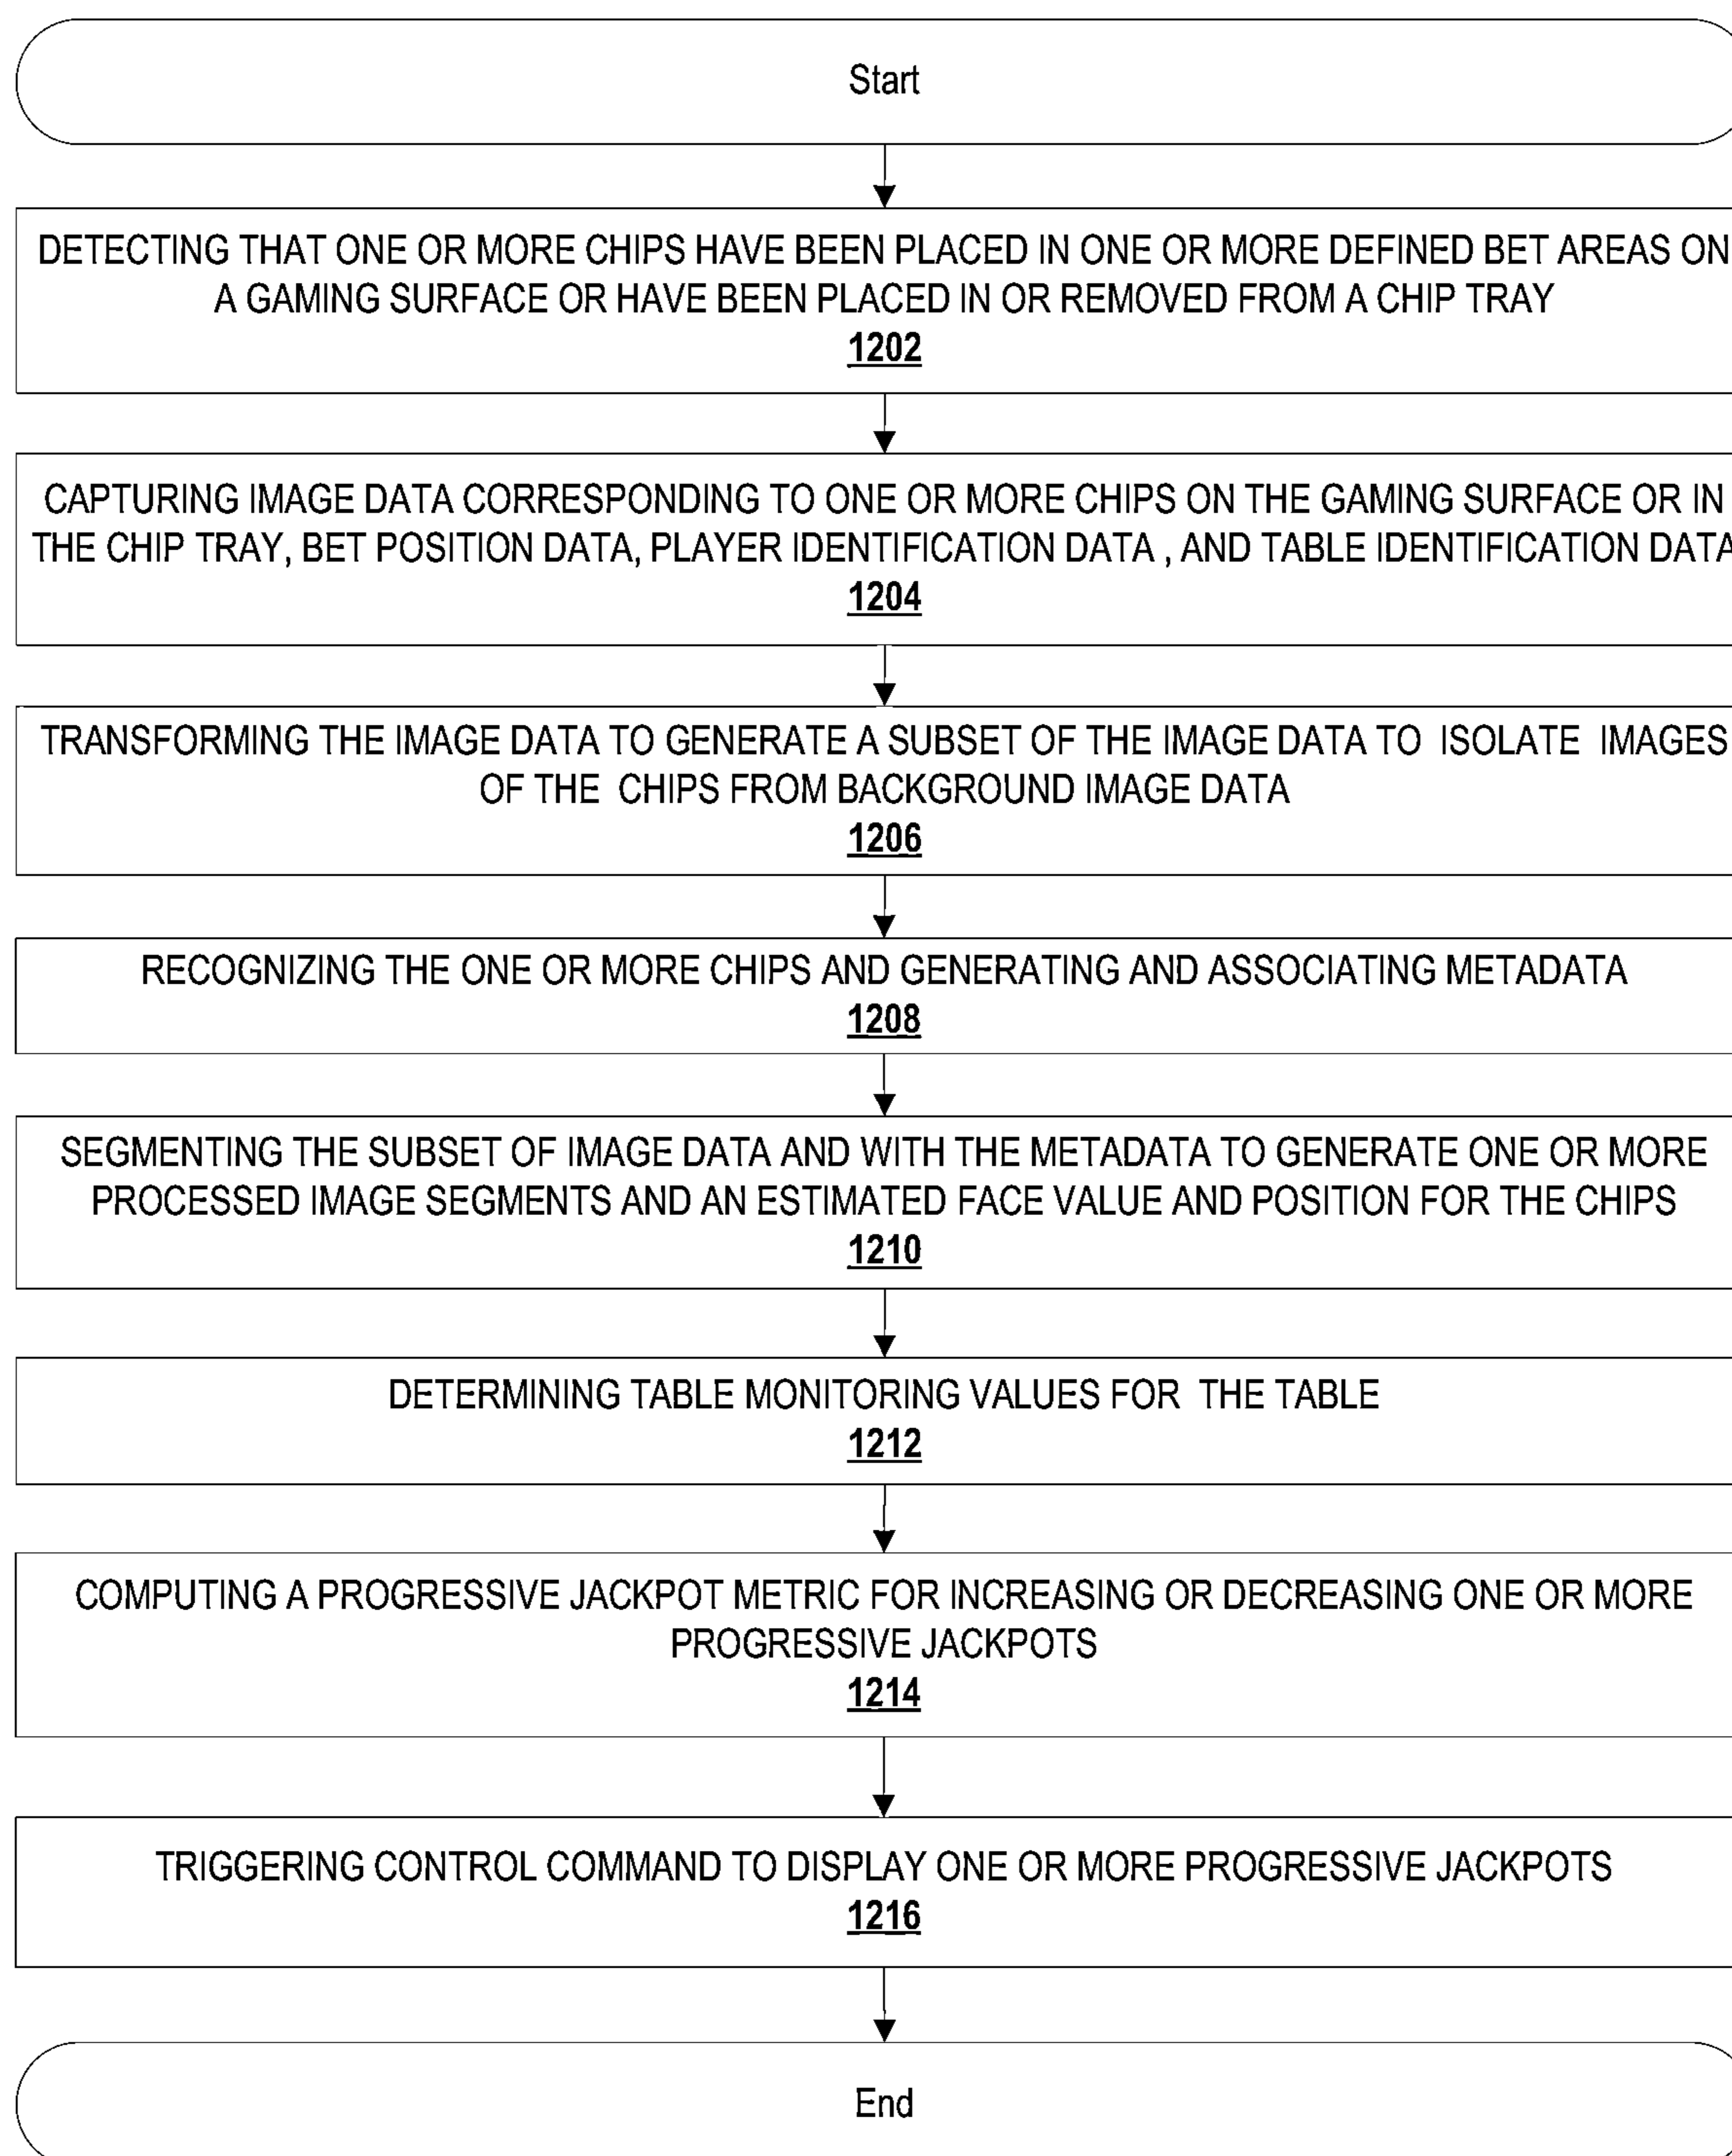 Start
DETECTING THAT ONE OR MORE CHIPS HAVE BEEN PLACED IN ONE OR MORE DEFINED BET AREAS ON
A GAMING SURFACE OR HAVE BEEN PLACED IN OR REMOVED FROM A CHIP TRAY
1202
CAPTURING IMAGE DATA CORRESPONDING TO ONE OR MORE CHIPS ON THE GAMING SURFACE OR IN
THE CHIP TRAY, BET POSITION DATA, PLAYER IDENTIFICATION DATA , AND TABLE IDENTIFICATION DATA
1204
TRANSFORMING THE IMAGE DATA TO GENERATE A SUBSET OF THE IMAGE DATA TO ISOLATE IMAGES
OF THE CHIPS FROM BACKGROUND IMAGE DATA
1206
RECOGNIZING THE ONE OR MORE CHIPS AND GENERATING AND ASSOCIATING METADATA
1208
SEGMENTING THE SUBSET OF IMAGE DATA AND WITH THE METADATA TO GENERATE ONE OR MORE
PROCESSED IMAGE SEGMENTS AND AN ESTIMATED FACE VALUE AND POSITION FOR THE CHIPS
1210
DETERMINING TABLE MONITORING VALUES FOR THE TABLE
1212
COMPUTING A PROGRESSIVE JACKPOT METRIC FOR INCREASING OR DECREASING ONE OR MORE
PROGRESSIVE JACKPOTS
1214
TRIGGERING CONTROL COMMAND TO DISPLAY ONE OR MORE PROGRESSIVE JACKPOTS
1216
End